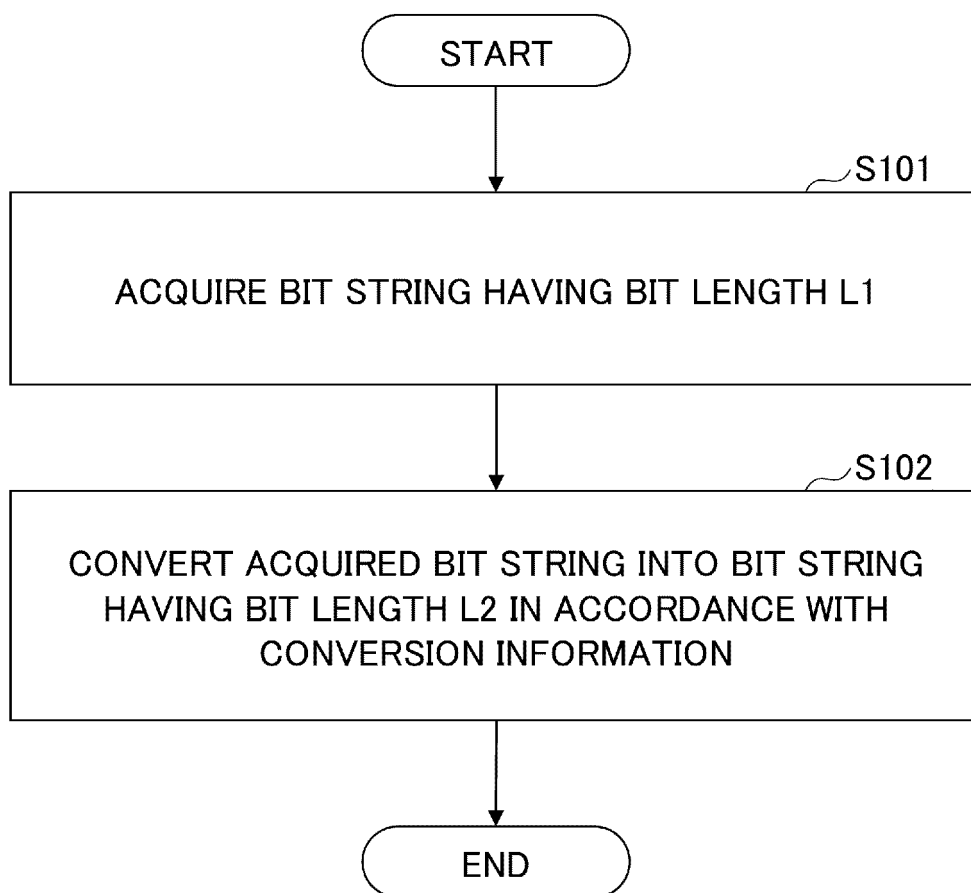 START
S101
ACQUIRE BIT STRING HAVING BIT LENGTH L1
S102
CONVERT ACQUIRED BIT STRING INTO BIT STRING
HAVING BIT LENGTH L2 IN ACCORDANCE WITH
CONVERSION INFORMATION
END